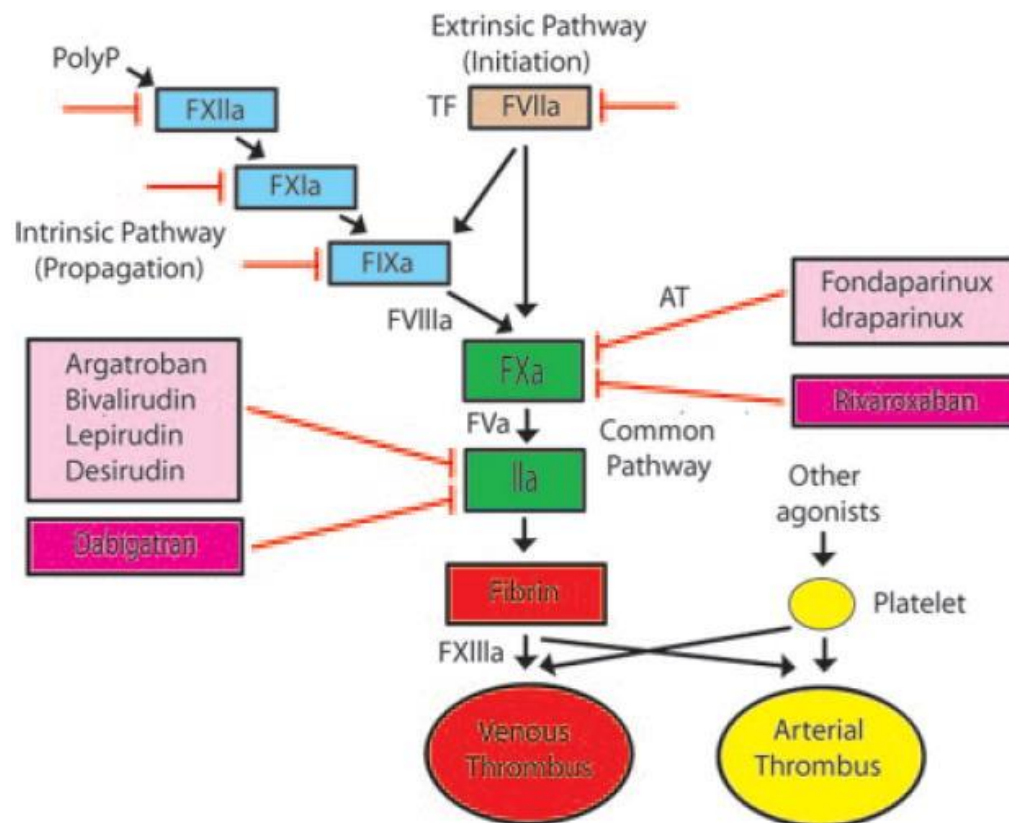 Extrinsic Pathway
(Initiation)
PolyP
TF
FVIIa
FXIIa
FXIa
Intrinsic Pathway
(Propagation)
FIXa
FVIIIa
AT
Fondaparinux
Idraparinux
FXa
Rivaroxaban
Argatroban
Bivalirudin
Lepirudin
Desirudin
FVa
Common
Pathway
IIa
Other
agonists
Dabigatran
Fibrin
Platelet
FXIIIa
Venous
Thrombus
Arterial
Thrombus